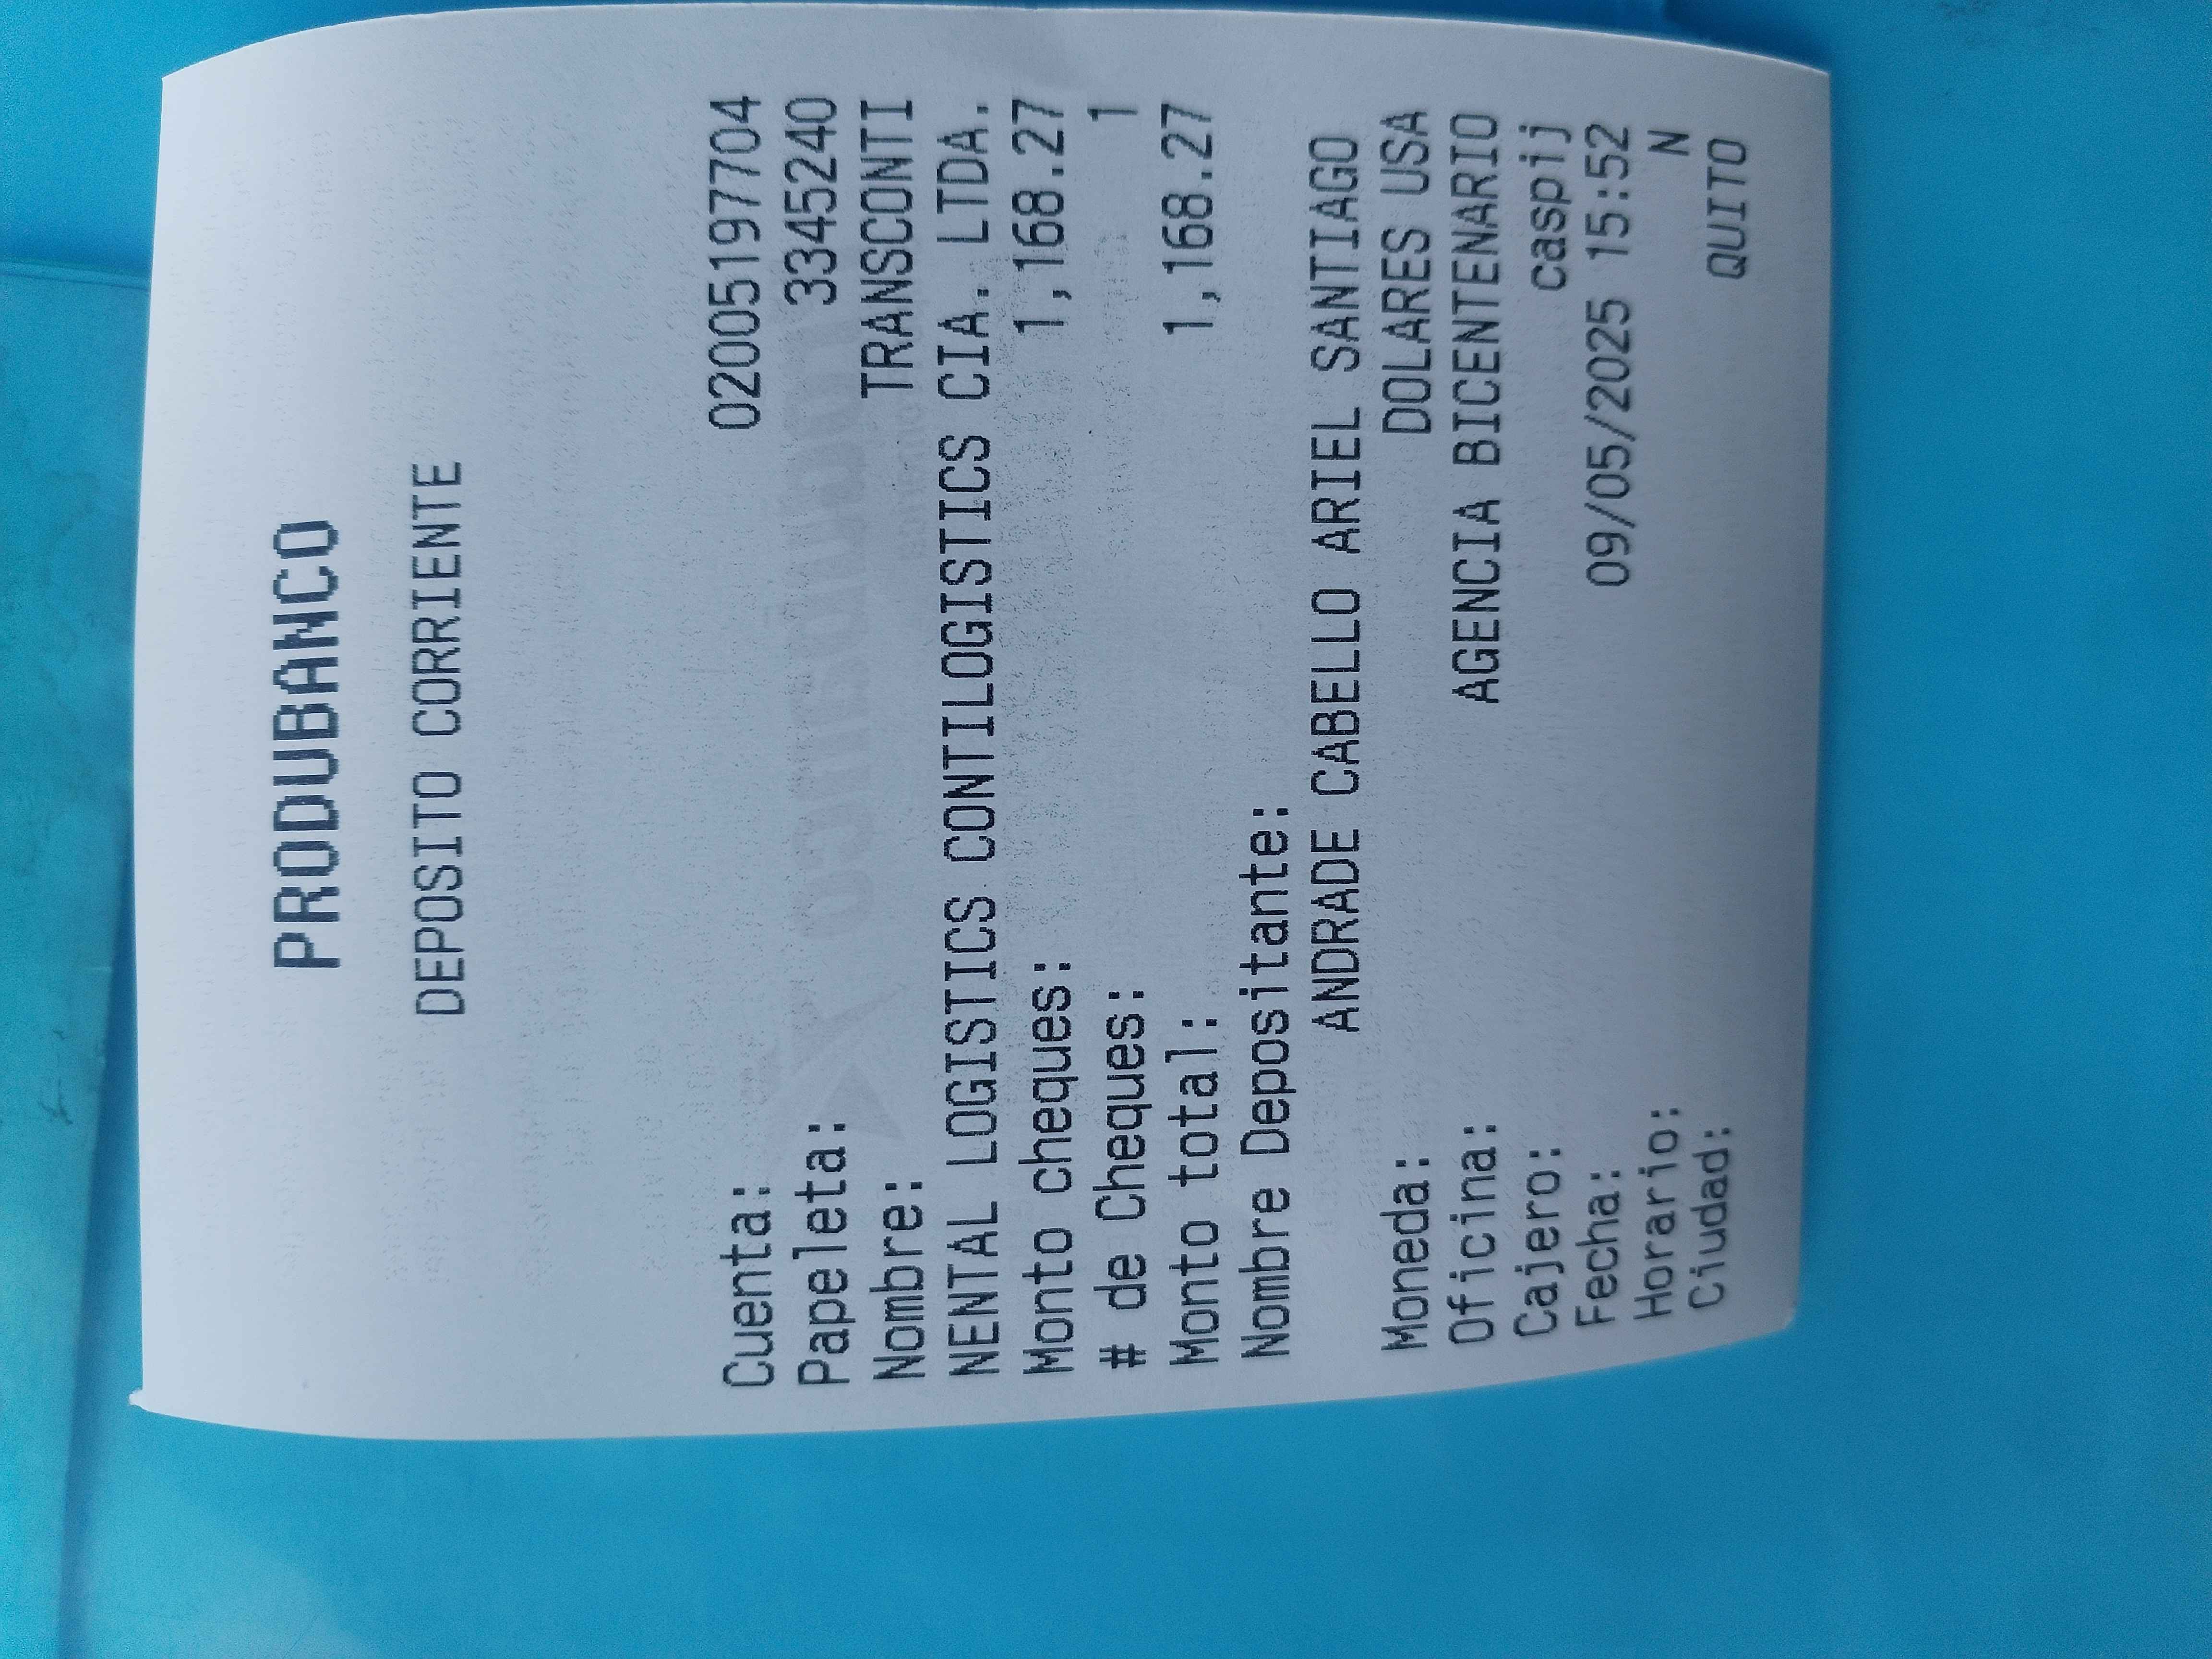 PRODUBANCO
DEPOSITO CORRIENTE
Cuenta: 02005197704
Papeleta: 3345240
Nombre: TRANSCONTI
NENTAL LOGISTICS CONTILOGISTICS CIA. LTDA.
Monto cheques: 1,168.27
# de Cheques: 1
Monto total: 1,168.27
Nombre Depositante:
ANDRADE CABELLO ARIEL SANTIAGO
Moneda: DOLARES USA
Oficina: AGENCIA BICENTENARIO
Cajero: caspij
Fecha: 09/05/2025 15:52
Horario: N
Ciudad: QUITO